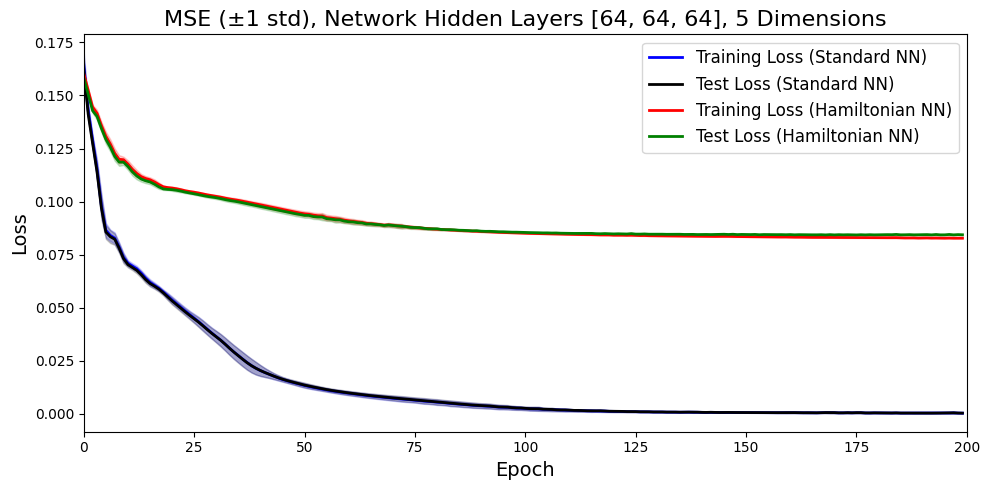 MSE (±1 std), Network Hidden Layers [64, 64, 64], 5 Dimensions
Training Loss (Standard NN)
Test Loss (Standard NN)
Training Loss (Hamiltonian NN)
Test Loss (Hamiltonian NN)
Loss
0.175
0.150
0.125
0.100
0.075
0.050
0.025
0.000
0
25
50
75
100
125
150
175
200
Epoch